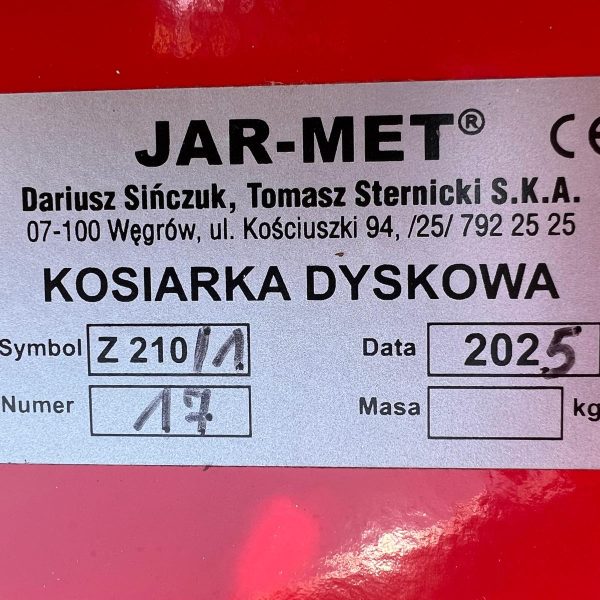 JAR-MET® CE
Dariusz Sińczuk, Tomasz Sternicki S.K.A.
07-100 Węgrów, ul. Kościuszki 94, /25/ 792 25 25
KOSIARKA DYSKOWA
Symbol Z 210/1 Data 2025
Numer 17 Masa kg